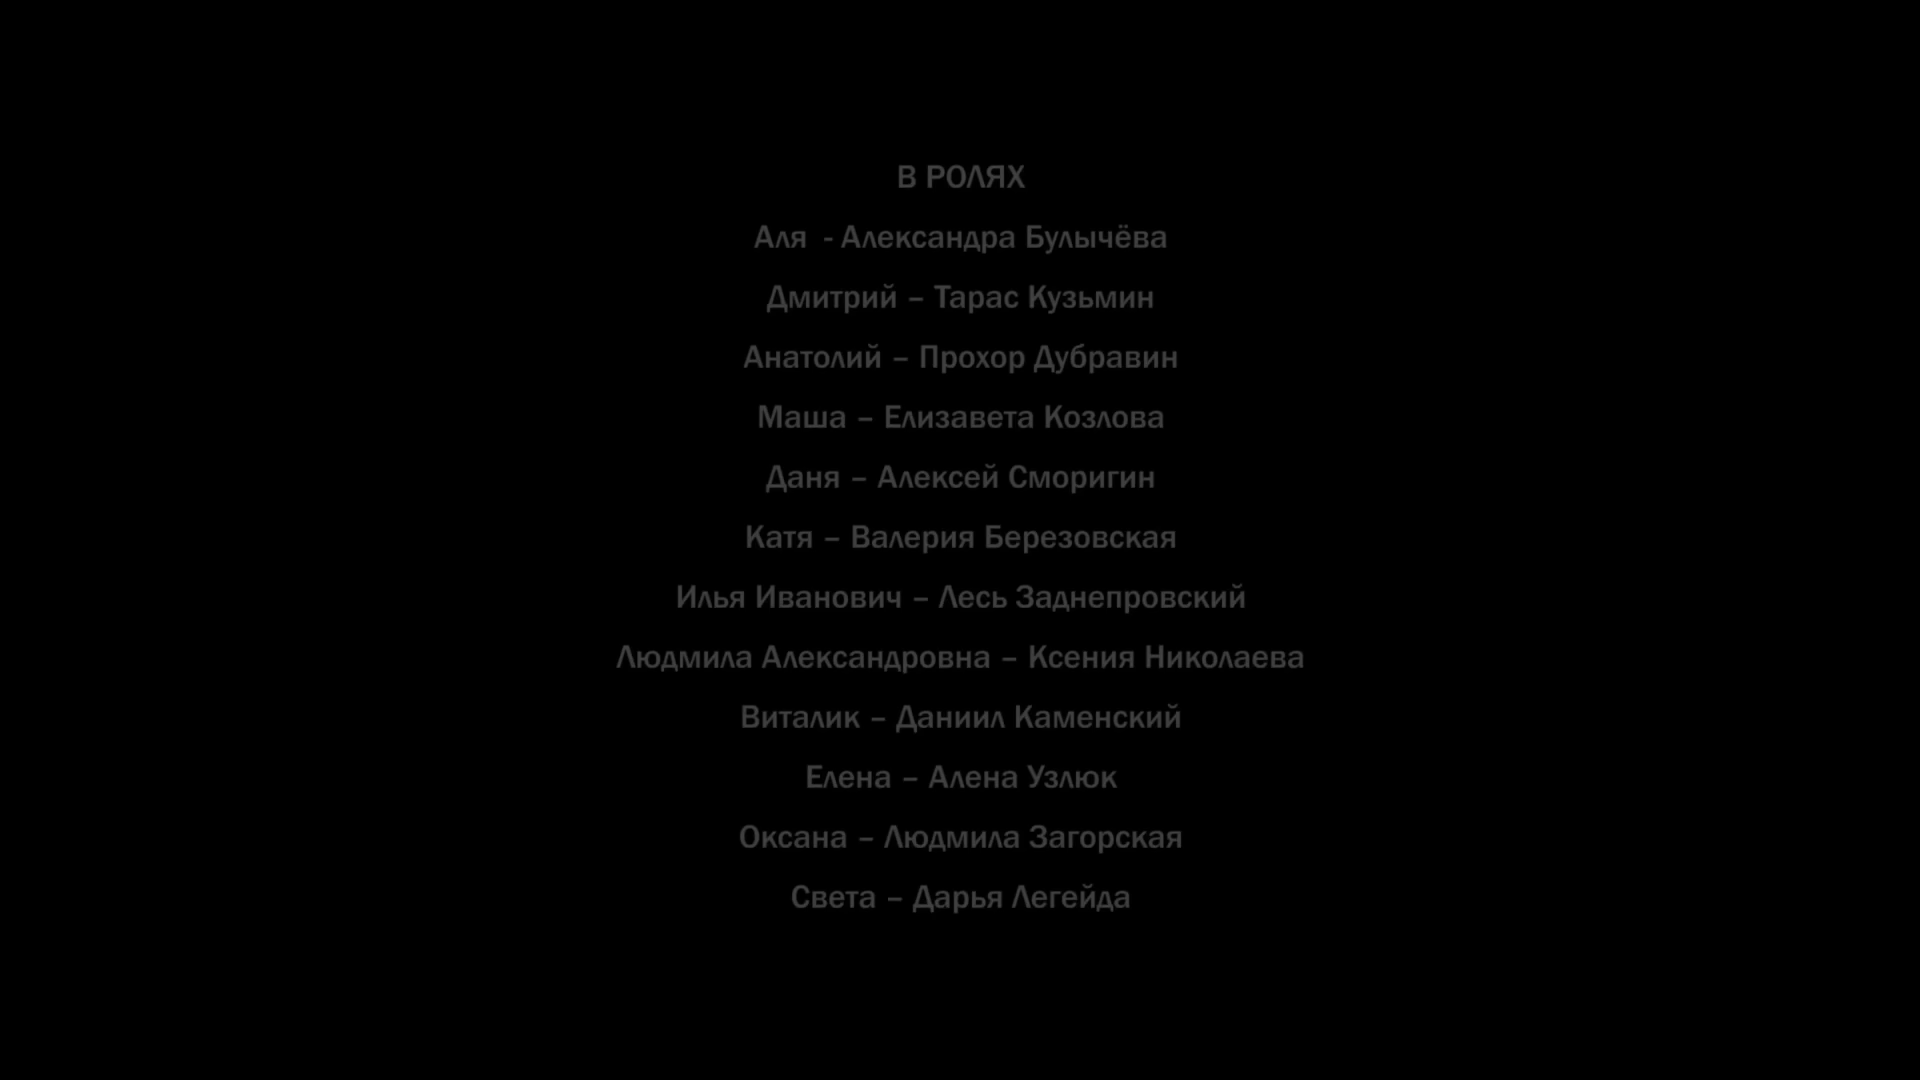 В РОЛЯХ
Аля - Александра Булычёва
Дмитрий – Тарас Кузьмин
Анатолий – Прохор Дубравин
Маша – Елизавета Козлова
Даня – Алексей Сморигин
Катя – Валерия Березовская
Илья Иванович – Лесь Заднепровский
Людмила Александровна – Ксения Николаева
Виталик – Даниил Каменский
Елена – Алена Узлюк
Оксана – Людмила Загорская
Света – Дарья Легейда